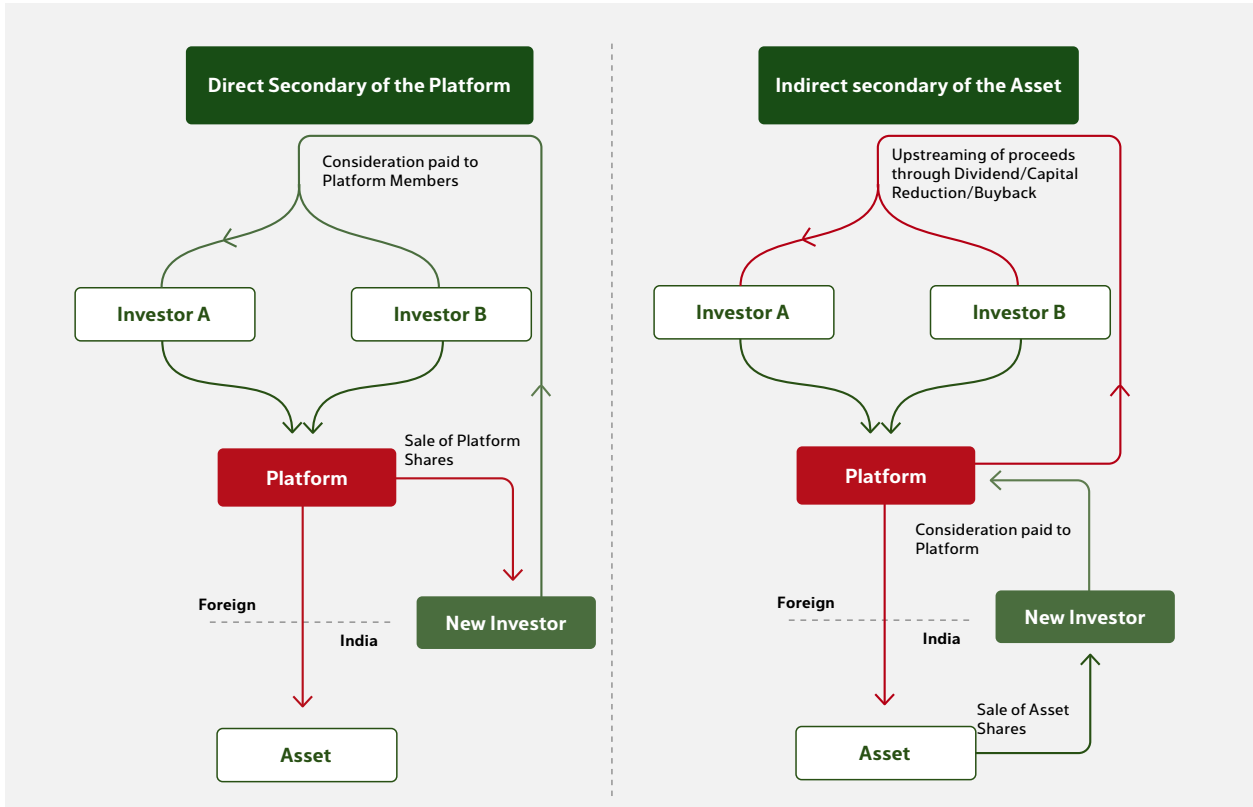 Direct Secondary of the Platform
Consideration paid to
Platform Members
Investor A
Investor B
Sale of Platform
Shares
Platform
Foreign
India
New Investor
Asset
Indirect secondary of the Asset
Upstreaming of proceeds
through Dividend/Capital
Reduction/Buyback
Investor A
Investor B
Platform
Consideration paid to
Platform
Foreign
India
New Investor
Sale of Asset
Shares
Asset